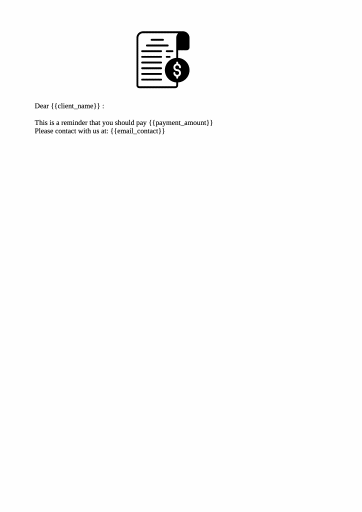 $
Dear {{client_name}} :
This is a reminder that you should pay {{payment_amount}}
Please contact with us at: {{email_contact}}